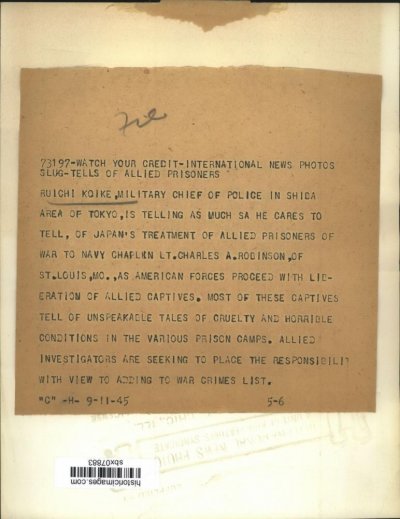 73197-WATCH YOUR CREDIT-INTERNATIONAL NEWS PHOTOS
SLUG-TELLS OF ALLIED PRISONERS
RUICHI KOIKE,MILITARY CHIEF OF POLICE IN SHIBA
AREA OF TOKYO,IS TELLING AS MUCH SA HE CARES TO
TELL, OF JAPAN'S TREATMENT OF ALLIED PRISONERS OF
WAR TO NAVY CHAPLKN LT.CHARLES A.ROBINSON,OF
ST.LOUIS,MO.,AS AMERICAN FORCES PROCEED WITH LIB-
ERATION OF ALLIED CAPTIVES. MOST OF THESE CAPTIVES
TELL OF UNSPEAKABLE TALES OF CRUELTY AND HORRIBLE
CONDITIONS IN THE VARIOUS PRISON CAMPS. ALLIED
INVESTIGATORS ARE SEEKING TO PLACE THE RESPONSIBILIT
WITH VIEW TO ADDING TO WAR CRIMES LIST.
"C" -H- 9-11-45 5-6
historicimages.com
sbx07883